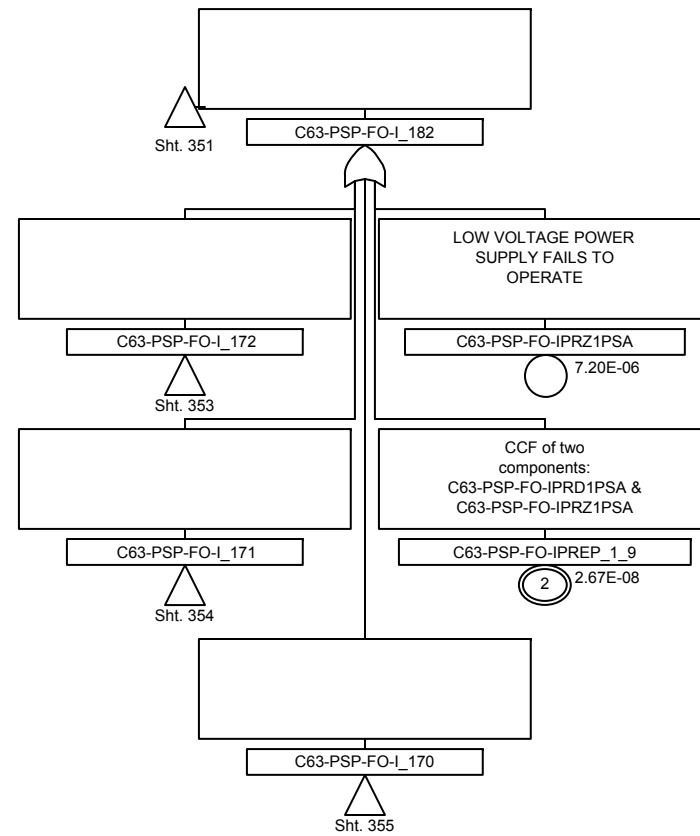 C63-PSP-FO-I_182
Sht. 351
LOW VOLTAGE POWER
SUPPLY FAILS TO
OPERATE
C63-PSP-FO-I_172
Sht. 353
C63-PSP-FO-IPRZ1PSA
7.20E-06
CCF of two
components:
C63-PSP-FO-IPRD1PSA &
C63-PSP-FO-IPRZ1PSA
C63-PSP-FO-I_171
Sht. 354
C63-PSP-FO-IPREP_1_9
2
2.67E-08
C63-PSP-FO-I_170
Sht. 355